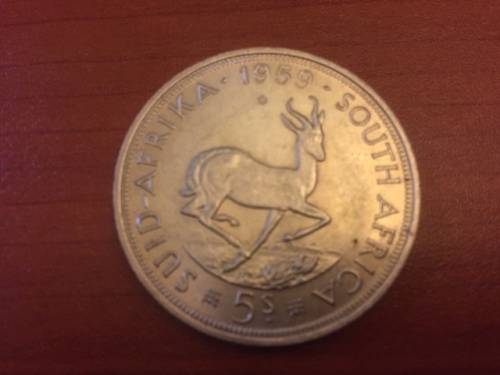 SUID-AFRIKA · 1959 · SOUTH AFRICA
5S